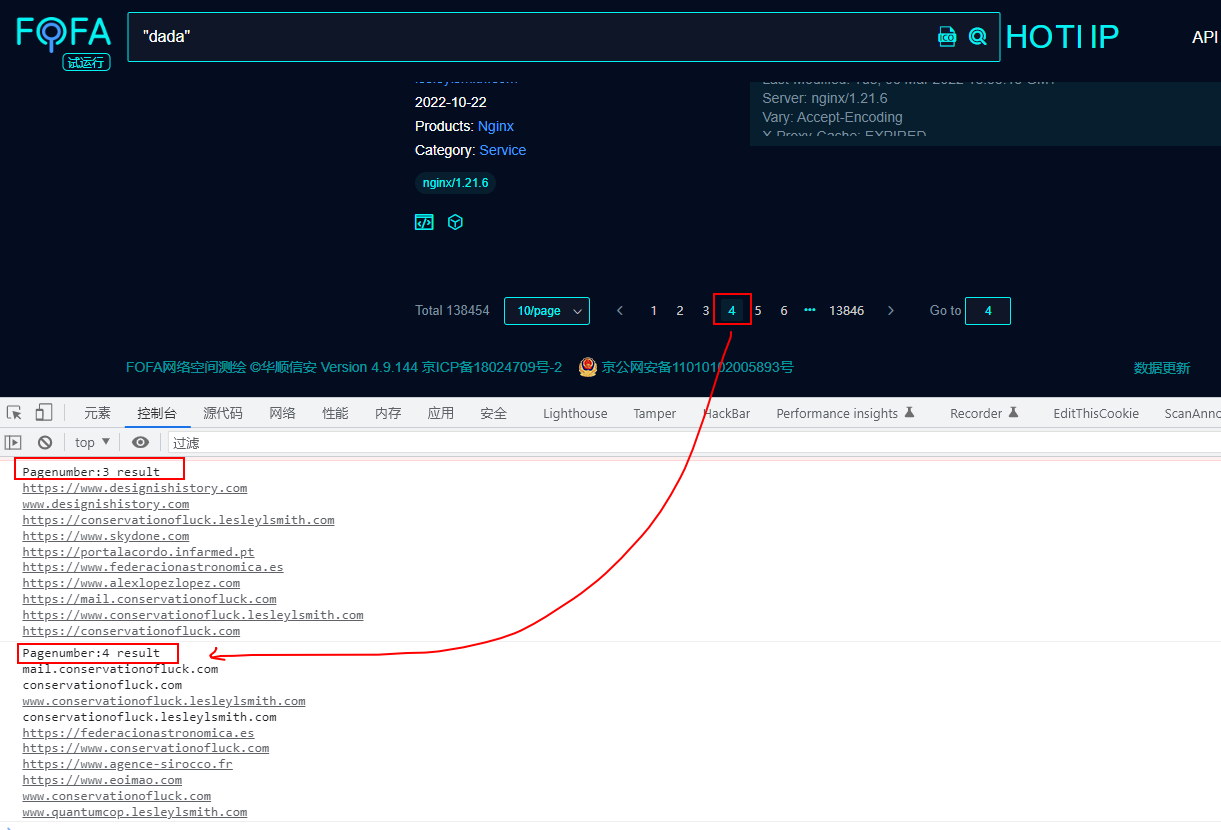 FOFA
试运行
"dada"
ICO
HOTIIP
API
lesleylsmith.com
2022-10-22
Products: Nginx
Category: Service
nginx/1.21.6
Server: nginx/1.21.6
Vary: Accept-Encoding
X-Proxy-Cache: EXPIRED
Total 138454 10/page 1 2 3 4 5 6 ••• 13846 Go to 4
FOFA网络空间测绘 ©华顺信安 Version 4.9.144 京ICP备18024709号-2 京公网安备11010102005893号 数据更新
元素 控制台 源代码 网络 性能 内存 应用 安全 Lighthouse Tamper HackBar Performance insights Recorder EditThisCookie ScanAnno
top 过滤
Pagenumber:3 result
https://www.designishistory.com
www.designishistory.com
https://conservationofluck.lesleylsmith.com
https://www.skydone.com
https://portalacordo.infarmed.pt
https://www.federacionastronomica.es
https://www.alexlopezlopez.com
https://mail.conservationofluck.com
https://www.conservationofluck.lesleylsmith.com
https://conservationofluck.com
Pagenumber:4 result
mail.conservationofluck.com
conservationofluck.com
www.conservationofluck.lesleylsmith.com
conservationofluck.lesleylsmith.com
https://federacionastronomica.es
https://www.conservationofluck.com
https://www.agence-sirocco.fr
https://www.eoimao.com
www.conservationofluck.com
www.quantumcop.lesleylsmith.com